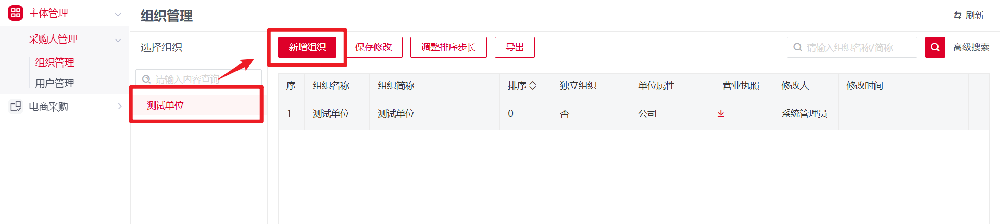 主体管理
采购人管理
组织管理
用户管理
电商采购
组织管理
刷新
选择组织
请输入内容查询
测试单位
新增组织 保存修改 调整排序步长 导出
请输入组织名称/简称
高级搜索
序 组织名称 组织简称 排序 独立组织 单位属性 营业执照 修改人 修改时间
1 测试单位 测试单位 0 否 公司 系统管理员 --